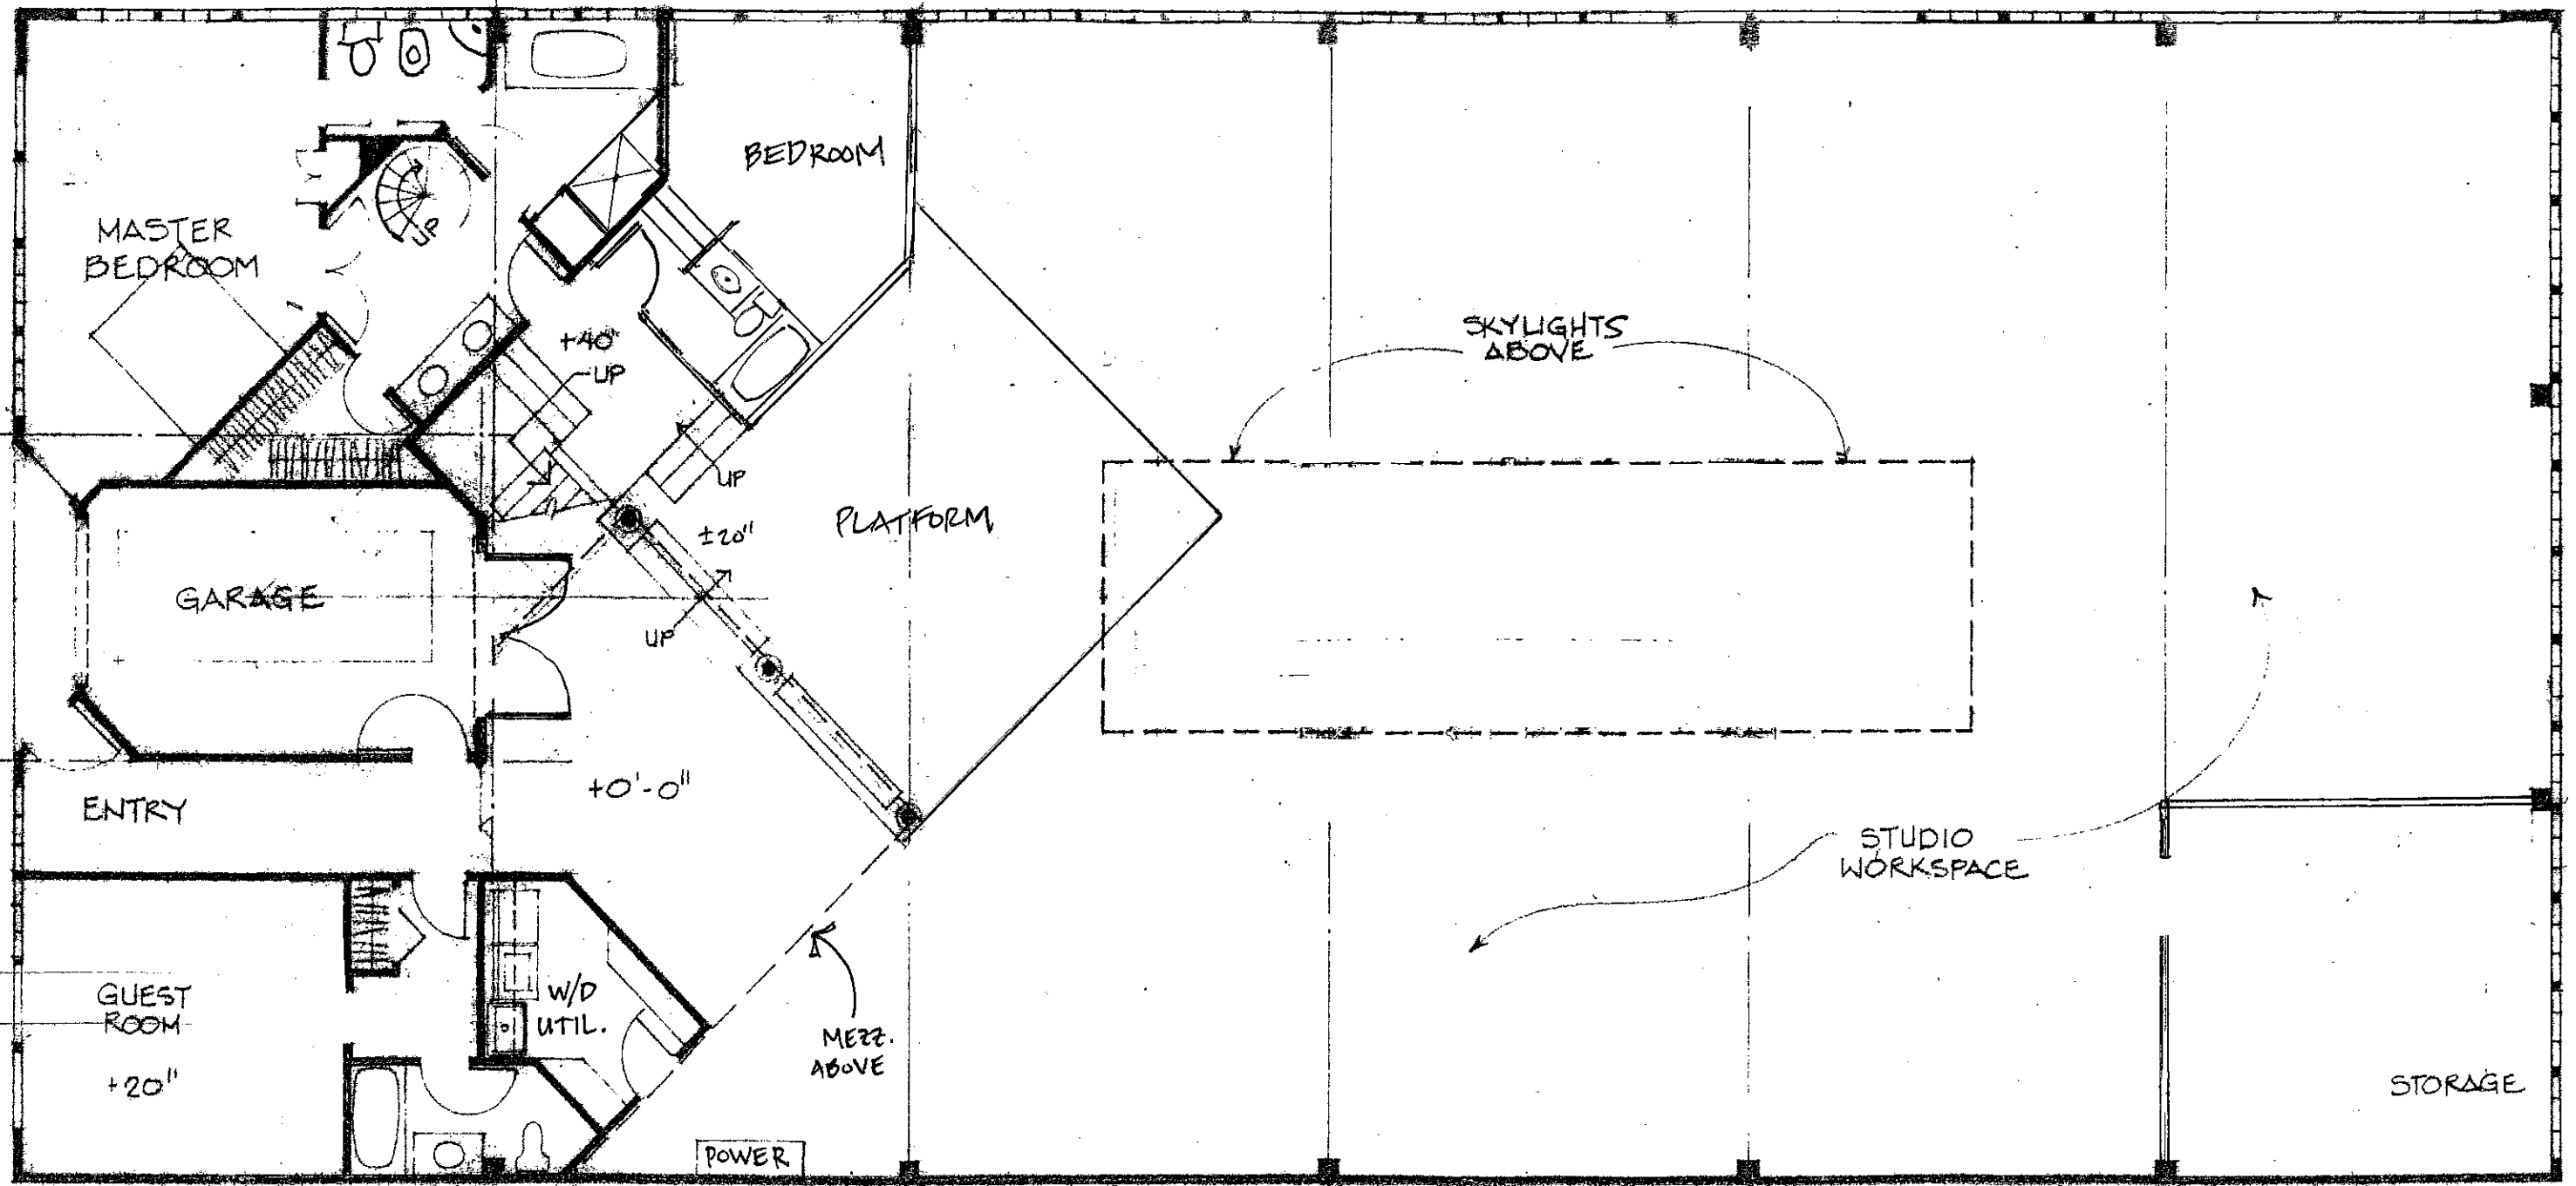 BEDROOM
MASTER
BEDROOM
UP
+40"
UP
SKYLIGHTS
ABOVE
UP
PLATFORM
±20"
GARAGE
UP
+0'-0"
ENTRY
STUDIO
WORKSPACE
GUEST
ROOM
+20"
W/D
UTIL.
MEZZ.
ABOVE
STORAGE
POWER